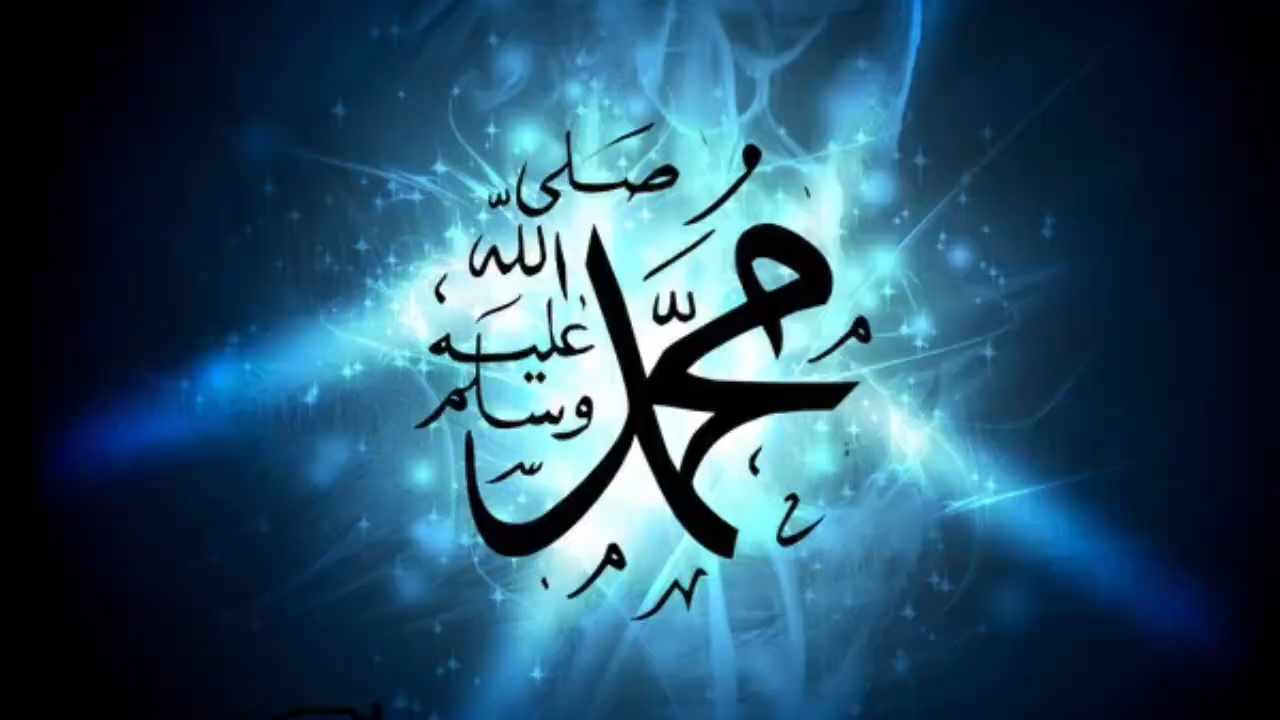 محمد
صلى
الله
عليه
وسلم